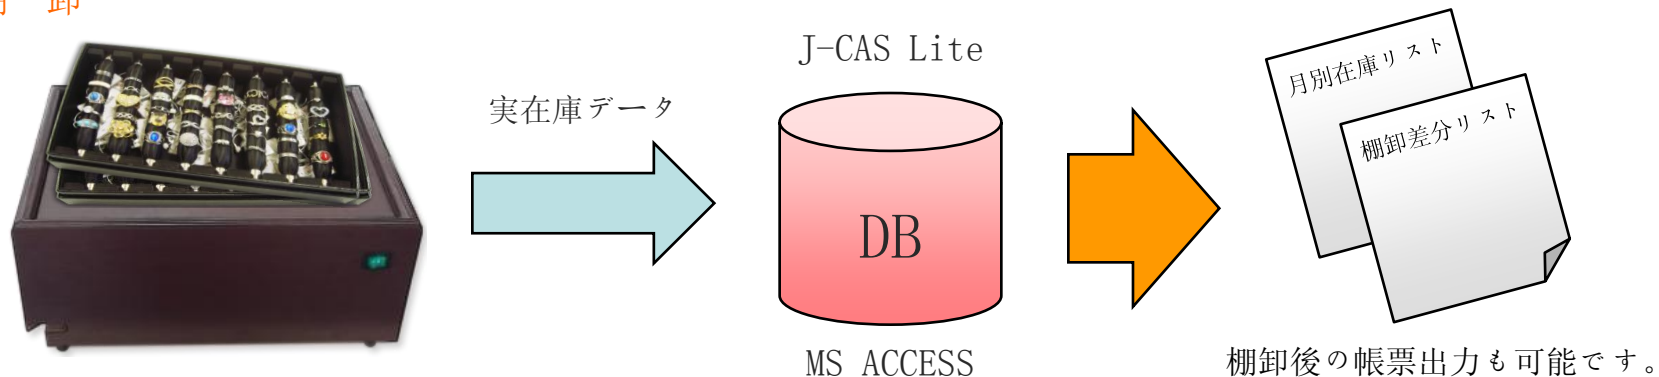 卸
J-CAS Lite
実在庫データ
DB
MS ACCESS
月別在庫リスト
棚卸差分リスト
棚卸後の帳票出力も可能です。